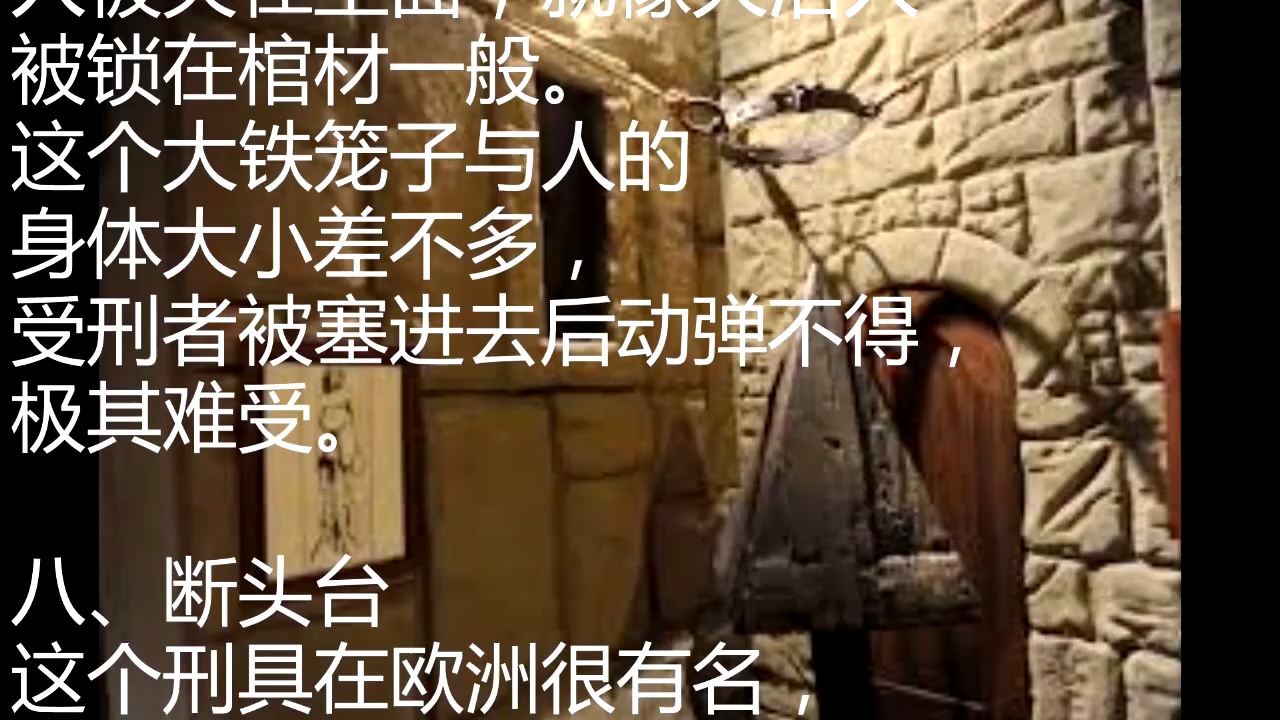 被锁在棺材一般。
这个大铁笼子与人的
身体大小差不多，
受刑者被塞进去后动弹不得，
极其难受。
八、断头台
这个刑具在欧洲很有名，